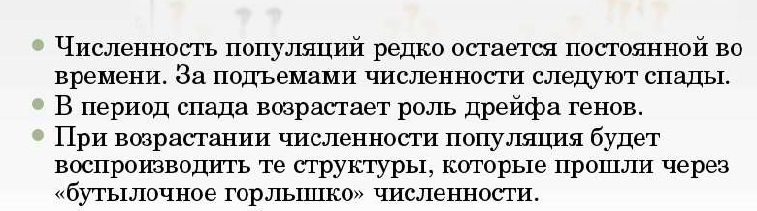 Численность популяций редко остается постоянной во
времени. За подъемами численности следуют спады.
В период спада возрастает роль дрейфа генов.
При возрастании численности популяция будет
воспроизводить те структуры, которые прошли через
«бутылочное горлышко» численности.